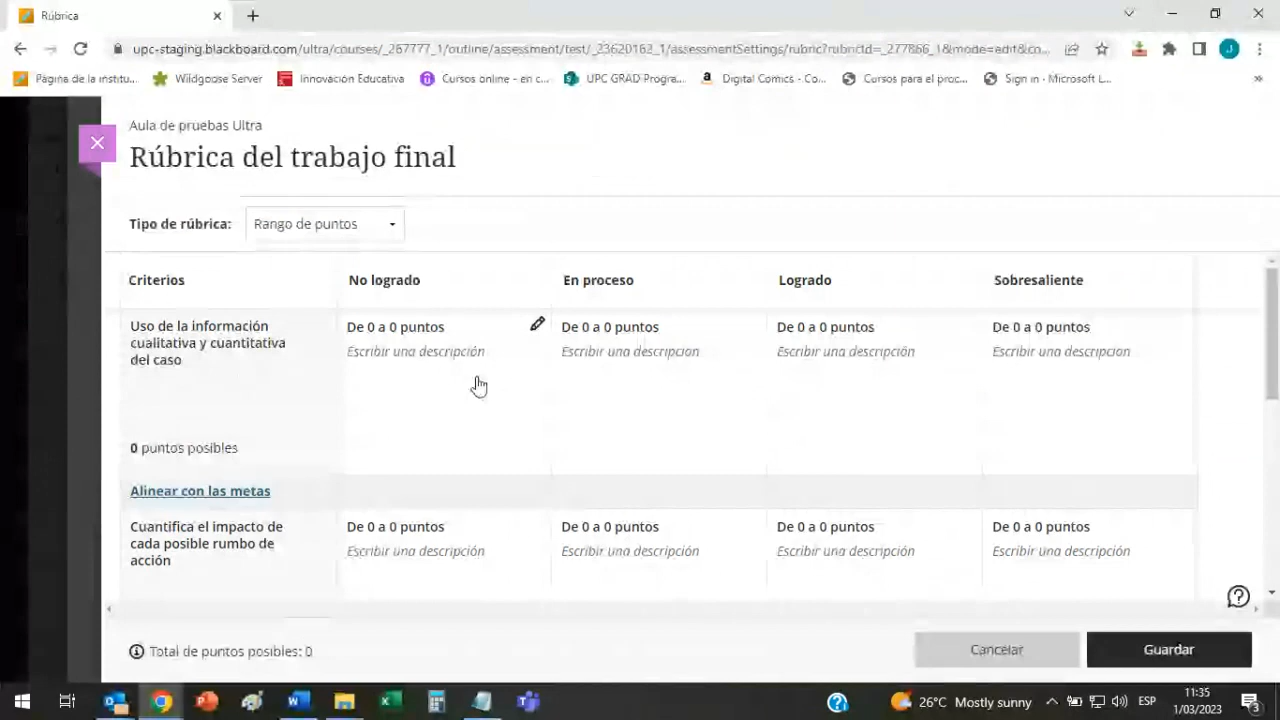 Rúbrica
upc-staging.blackboard.com/ultra/courses/_267777_1/outline/assessment/test/_23620162_1/assessmentSettings/rubric?rubricId=_277866_1&mode=edit&co...
J
Página de la institu...
Wildgoose Server
Innovación Educativa
Cursos online - en c...
UPC GRAD Progra...
Digital Comics - Co...
Cursos para el proc...
Sign in - Microsoft L...
»
Aula de pruebas Ultra
Rúbrica del trabajo final
Tipo de rúbrica: Rango de puntos
Criterios No logrado En proceso Logrado Sobresaliente
Uso de la información De 0 a 0 puntos De 0 a 0 puntos De 0 a 0 puntos De 0 a 0 puntos
cualitativa y cuantitativa Escribir una descripción Escribir una descripcion Escribir una descripción Escribir una descripción
del caso
0 puntos posibles
Alinear con las metas
Cuantifica el impacto de De 0 a 0 puntos De 0 a 0 puntos De 0 a 0 puntos De 0 a 0 puntos
cada posible rumbo de Escribir una descripción Escribir una descripción Escribir una descripción Escribir una descripción
acción
Total de puntos posibles: 0
Cancelar
Guardar
26°C Mostly sunny
ESP
11:35
1/03/2023
3